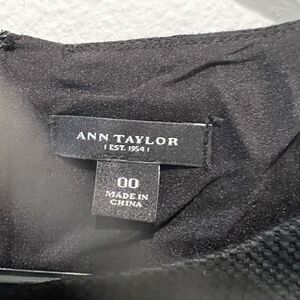 ANN TAYLOR
EST. 1954
00
MADE IN
CHINA